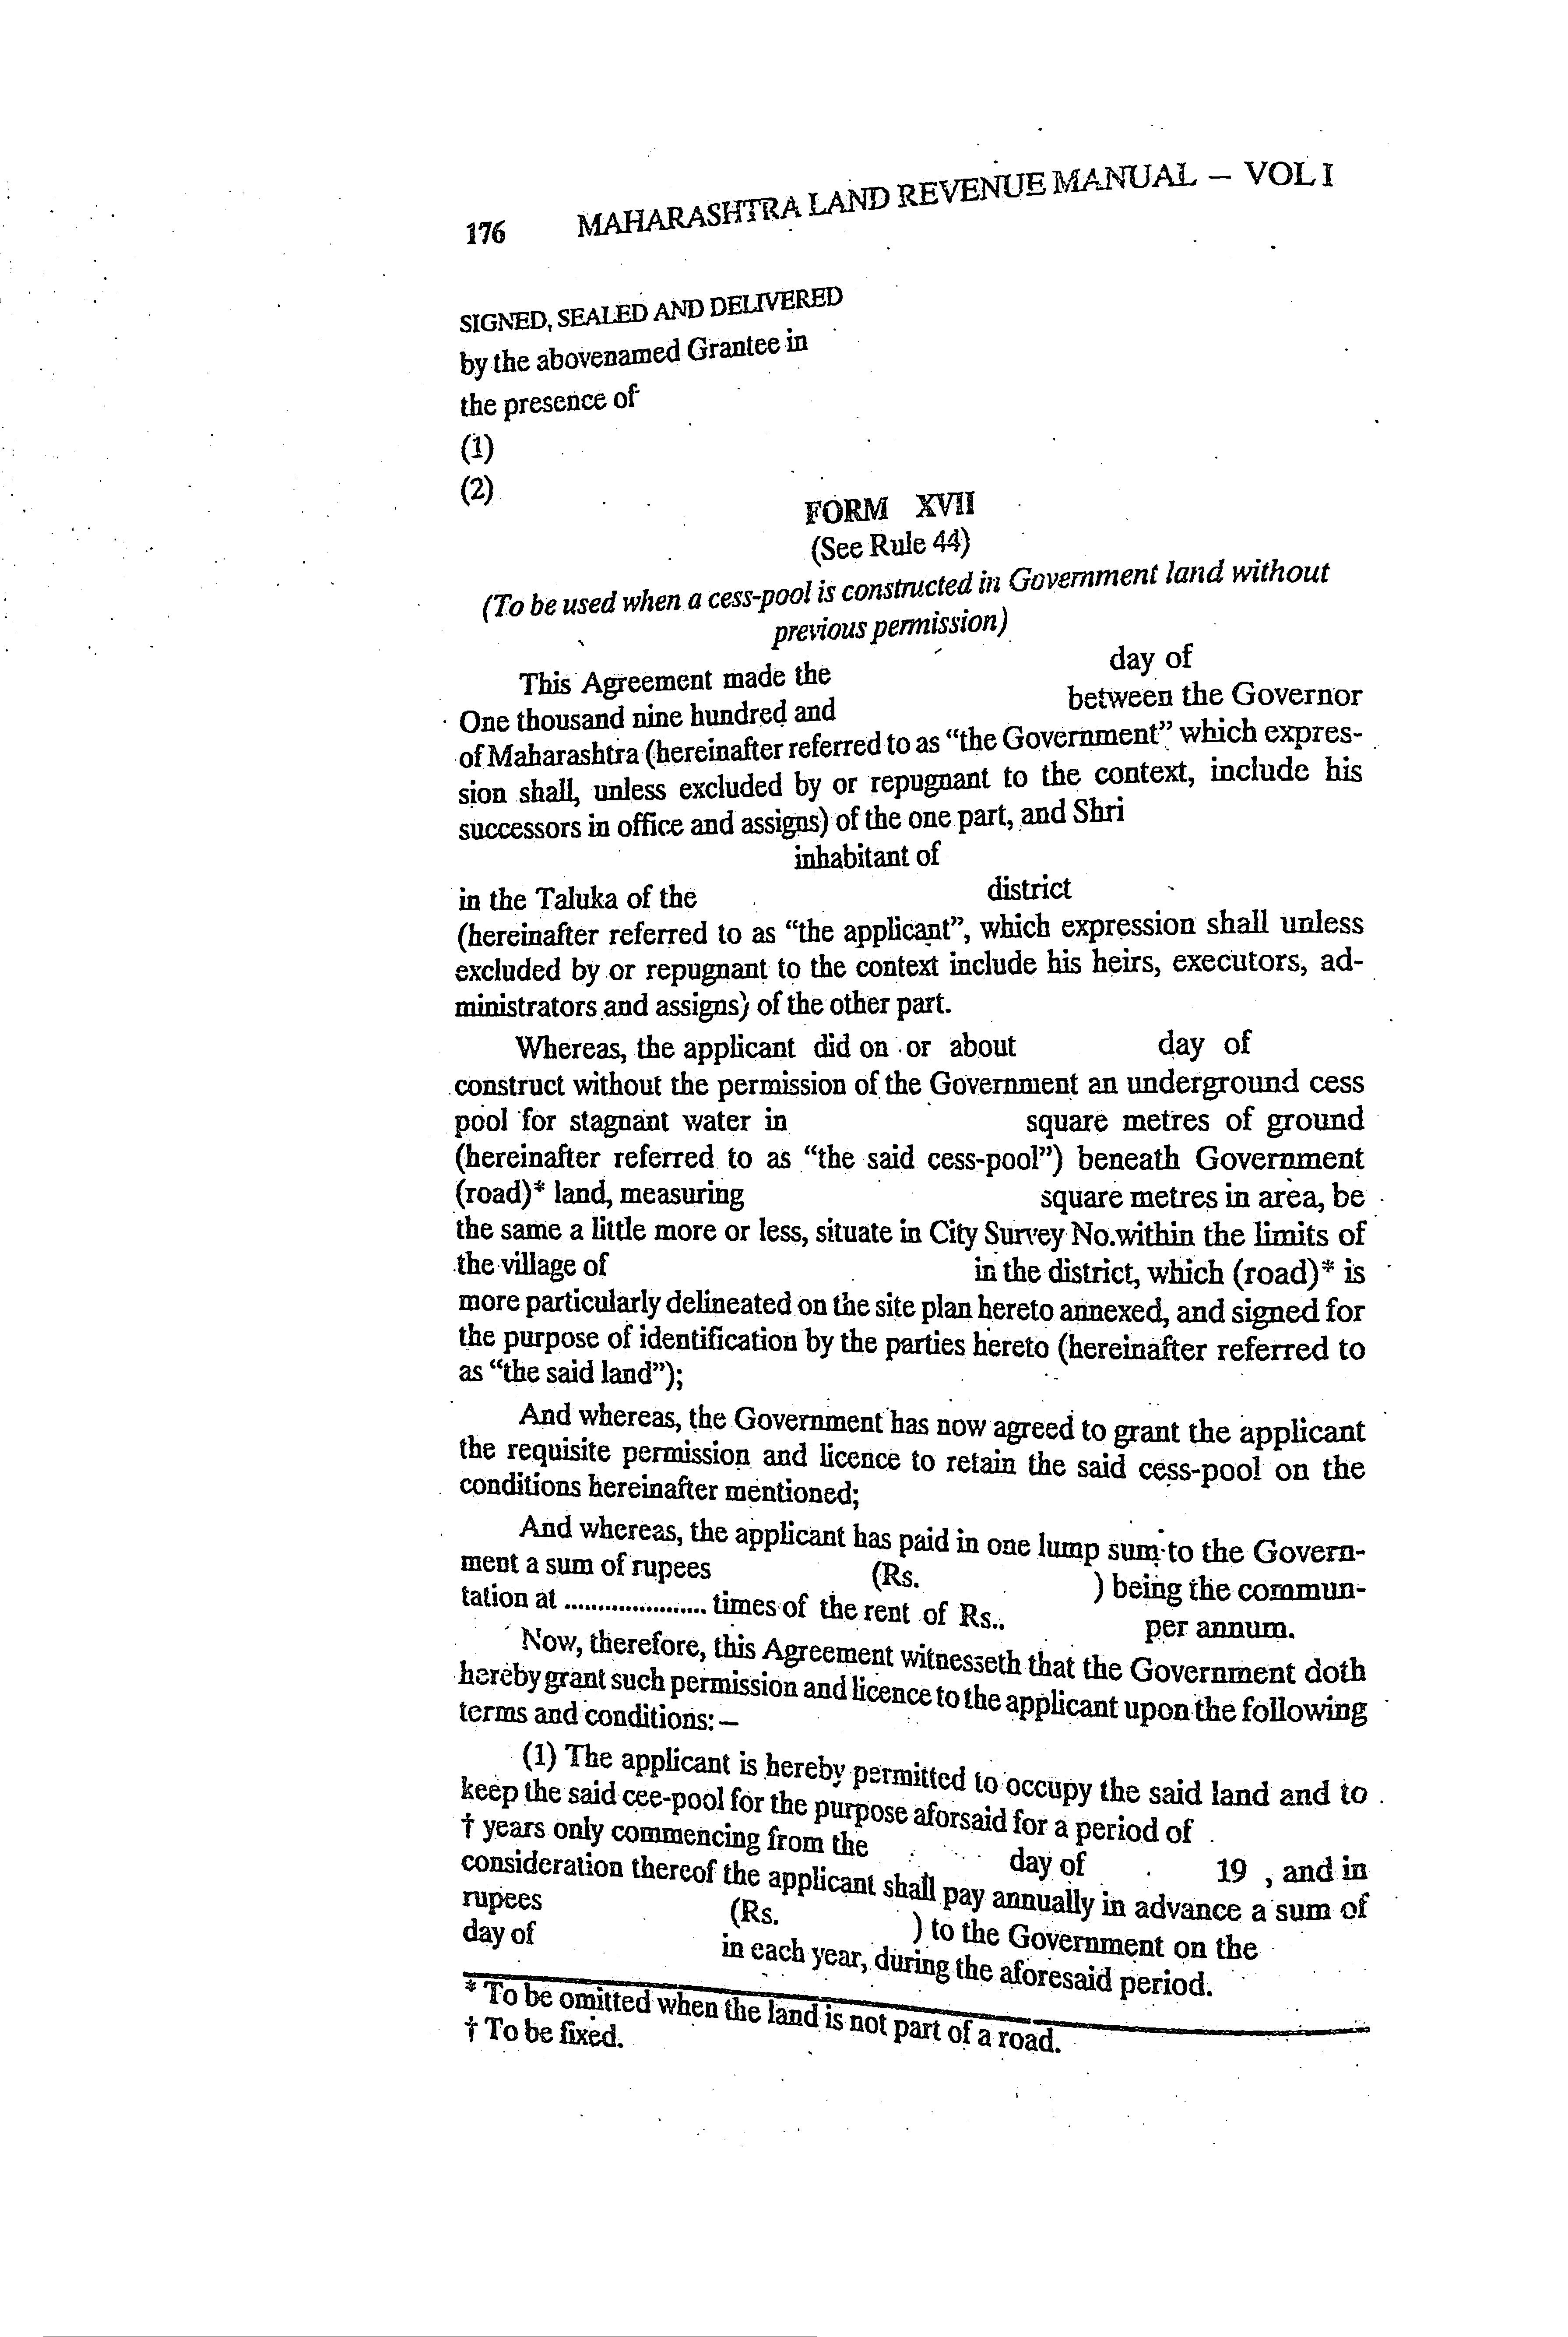 176 MAHARASHTRA LAND REVENUE MANUAL – VOL I
SIGNED, SEALED AND DELIVERED
by the abovenamed Grantee in
the presence of
(1)
(2)
FORM XVII
(See Rule 44)
(To be used when a cess-pool is constructed in Government land without
previous permission)
This Agreement made the day of
One thousand nine hundred and between the Governor
of Maharashtra (hereinafter referred to as “the Government” which expres-
sion shall, unless excluded by or repugnant to the context, include his
successors in office and assigns) of the one part, and Shri
inhabitant of
in the Taluka of the district
(hereinafter referred to as “the applicant”, which expression shall unless
excluded by or repugnant to the context include his heirs, executors, ad-
ministrators and assigns) of the other part.
Whereas, the applicant did on or about day of
construct without the permission of the Government an underground cess
pool for stagnant water in square metres of ground
(hereinafter referred to as “the said cess-pool”) beneath Government
(road)* land, measuring square metres in area, be
the same a little more or less, situate in City Survey No.within the limits of
the village of in the district, which (road)* is
more particularly delineated on the site plan hereto annexed, and signed for
the purpose of identification by the parties hereto (hereinafter referred to
as “the said land”);
And whereas, the Government has now agreed to grant the applicant
the requisite permission and licence to retain the said cess-pool on the
conditions hereinafter mentioned;
And whereas, the applicant has paid in one lump sum to the Govern-
ment a sum of rupees (Rs. ) being the commun-
tation at ..................... times of the rent of Rs.. per annum.
Now, therefore, this Agreement witnesseth that the Government doth
hereby grant such permission and licence to the applicant upon the following
terms and conditions: –
(1) The applicant is hereby permitted to occupy the said land and to
keep the said cee-pool for the purpose aforsaid for a period of
† years only commencing from the day of 19 , and in
consideration thereof the applicant shall pay annually in advance a sum of
rupees (Rs. ) to the Government on the
day of in each year, during the aforesaid period.
* To be omitted when the land is not part of a road.
† To be fixed.